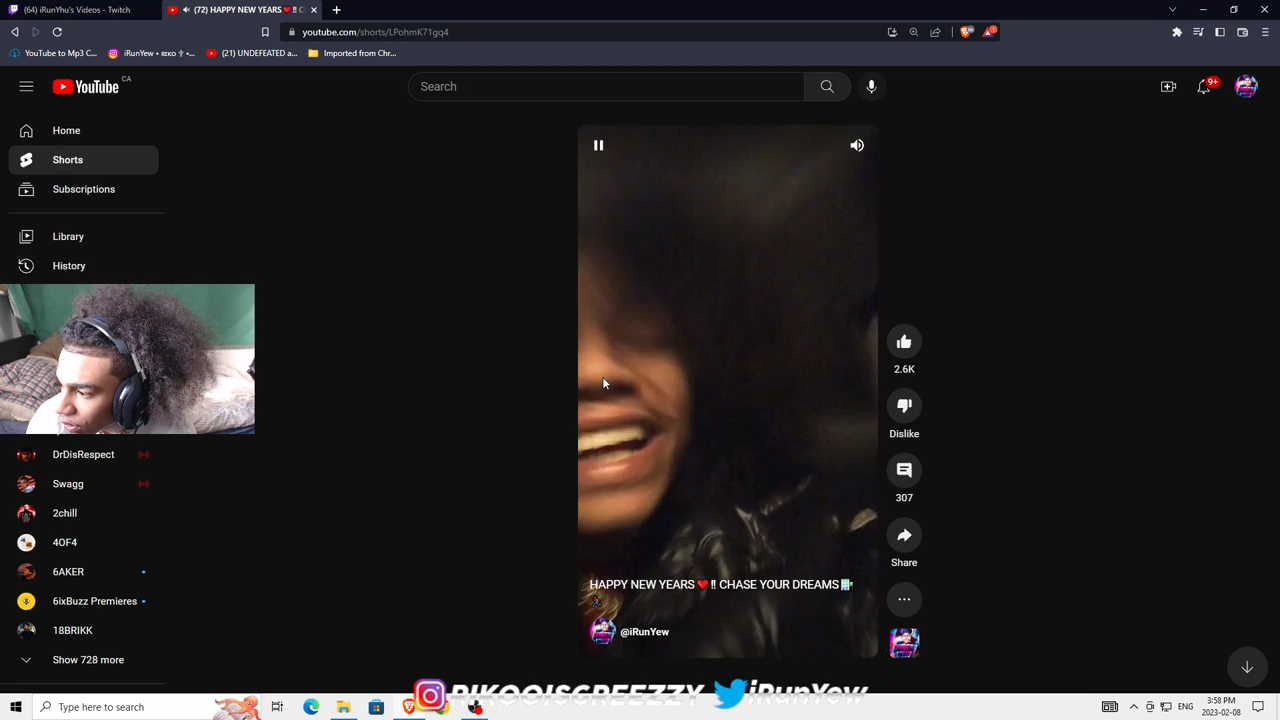 (64) iRunYhu's Videos - Twitch
(72) HAPPY NEW YEARS❤️‼ C
youtube.com/shorts/LPohmK71gq4
YouTube to Mp3 C...
iRunYew • ʀɪᴋᴏ ✝ •...
(21) UNDEFEATED a...
Imported from Chr...
YouTube CA
Search
9+
Home
Shorts
Subscriptions
Library
History
DrDisRespect
Swagg
2chill
4OF4
6AKER
6ixBuzz Premieres
18BRIKK
Show 728 more
2.6K
Dislike
307
Share
HAPPY NEW YEARS❤️‼ CHASE YOUR DREAMS
@iRunYew
RIKOOISGREEZZY iRunYew
Type here to search
ENG
3:58 PM
2023-02-08